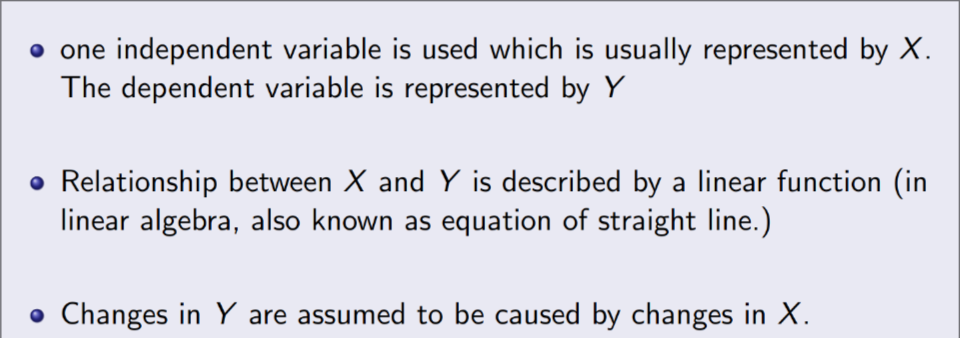 one independent variable is used which is usually represented by X.
The dependent variable is represented by Y
Relationship between X and Y is described by a linear function (in
linear algebra, also known as equation of straight line.)
Changes in Y are assumed to be caused by changes in X.